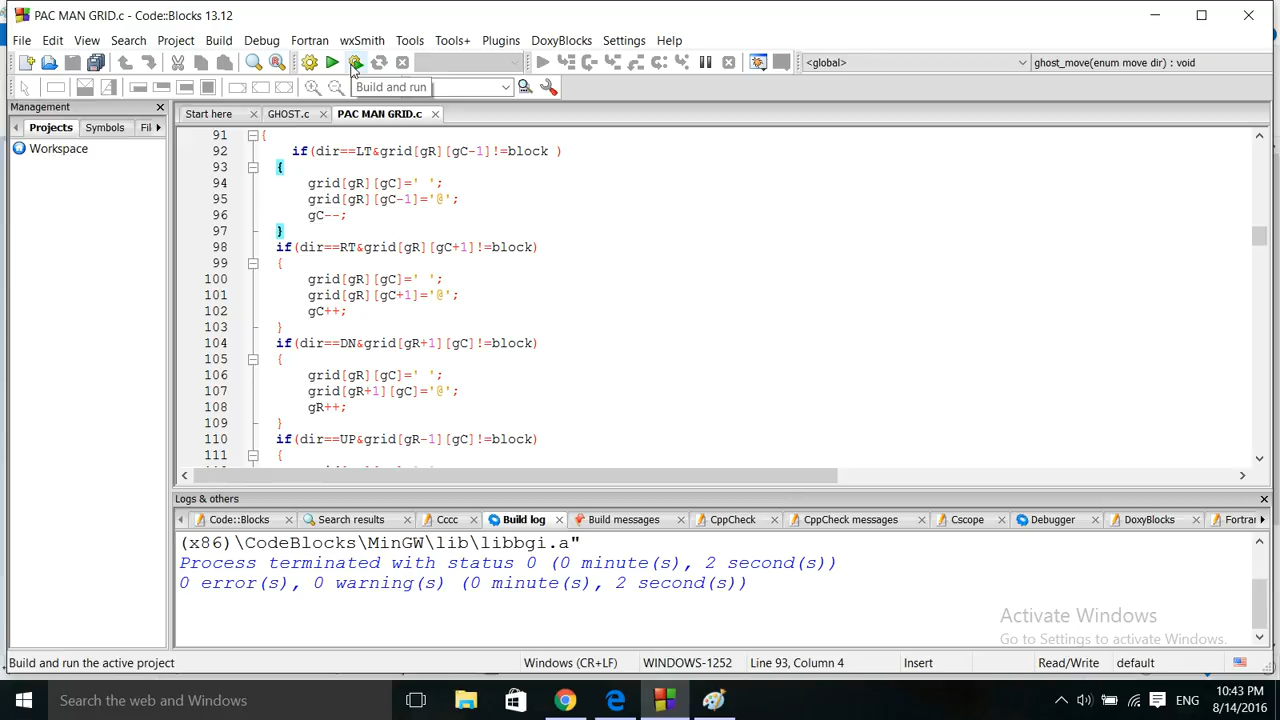 PAC MAN GRID.c - Code::Blocks 13.12
File Edit View Search Project Build Debug Fortran wxSmith Tools Tools+ Plugins DoxyBlocks Settings Help
<global> ghost_move(enum move dir) : void
Build and run
Management
Projects Symbols Fil
Workspace
Start here GHOST.c PAC MAN GRID.c
91 {
92 if(dir==LT&grid[gR][gC-1]!=block )
93 {
94 grid[gR][gC]=' ';
95 grid[gR][gC-1]='@';
96 gC--;
97 }
98 if(dir==RT&grid[gR][gC+1]!=block)
99 {
100 grid[gR][gC]=' ';
101 grid[gR][gC+1]='@';
102 gC++;
103 }
104 if(dir==DN&grid[gR+1][gC]!=block)
105 {
106 grid[gR][gC]=' ';
107 grid[gR+1][gC]='@';
108 gR++;
109 }
110 if(dir==UP&grid[gR-1][gC]!=block)
111 {
Logs & others
Code::Blocks Search results Cccc Build log Build messages CppCheck CppCheck messages Cscope Debugger DoxyBlocks Fortra
(x86)\CodeBlocks\MinGW\lib\libbgi.a"
Process terminated with status 0 (0 minute(s), 2 second(s))
0 error(s), 0 warning(s) (0 minute(s), 2 second(s))
Activate Windows
Go to Settings to activate Windows.
Build and run the active project Windows (CR+LF) WINDOWS-1252 Line 93, Column 4 Insert Read/Write default
Search the web and Windows
ENG
10:43 PM
8/14/2016